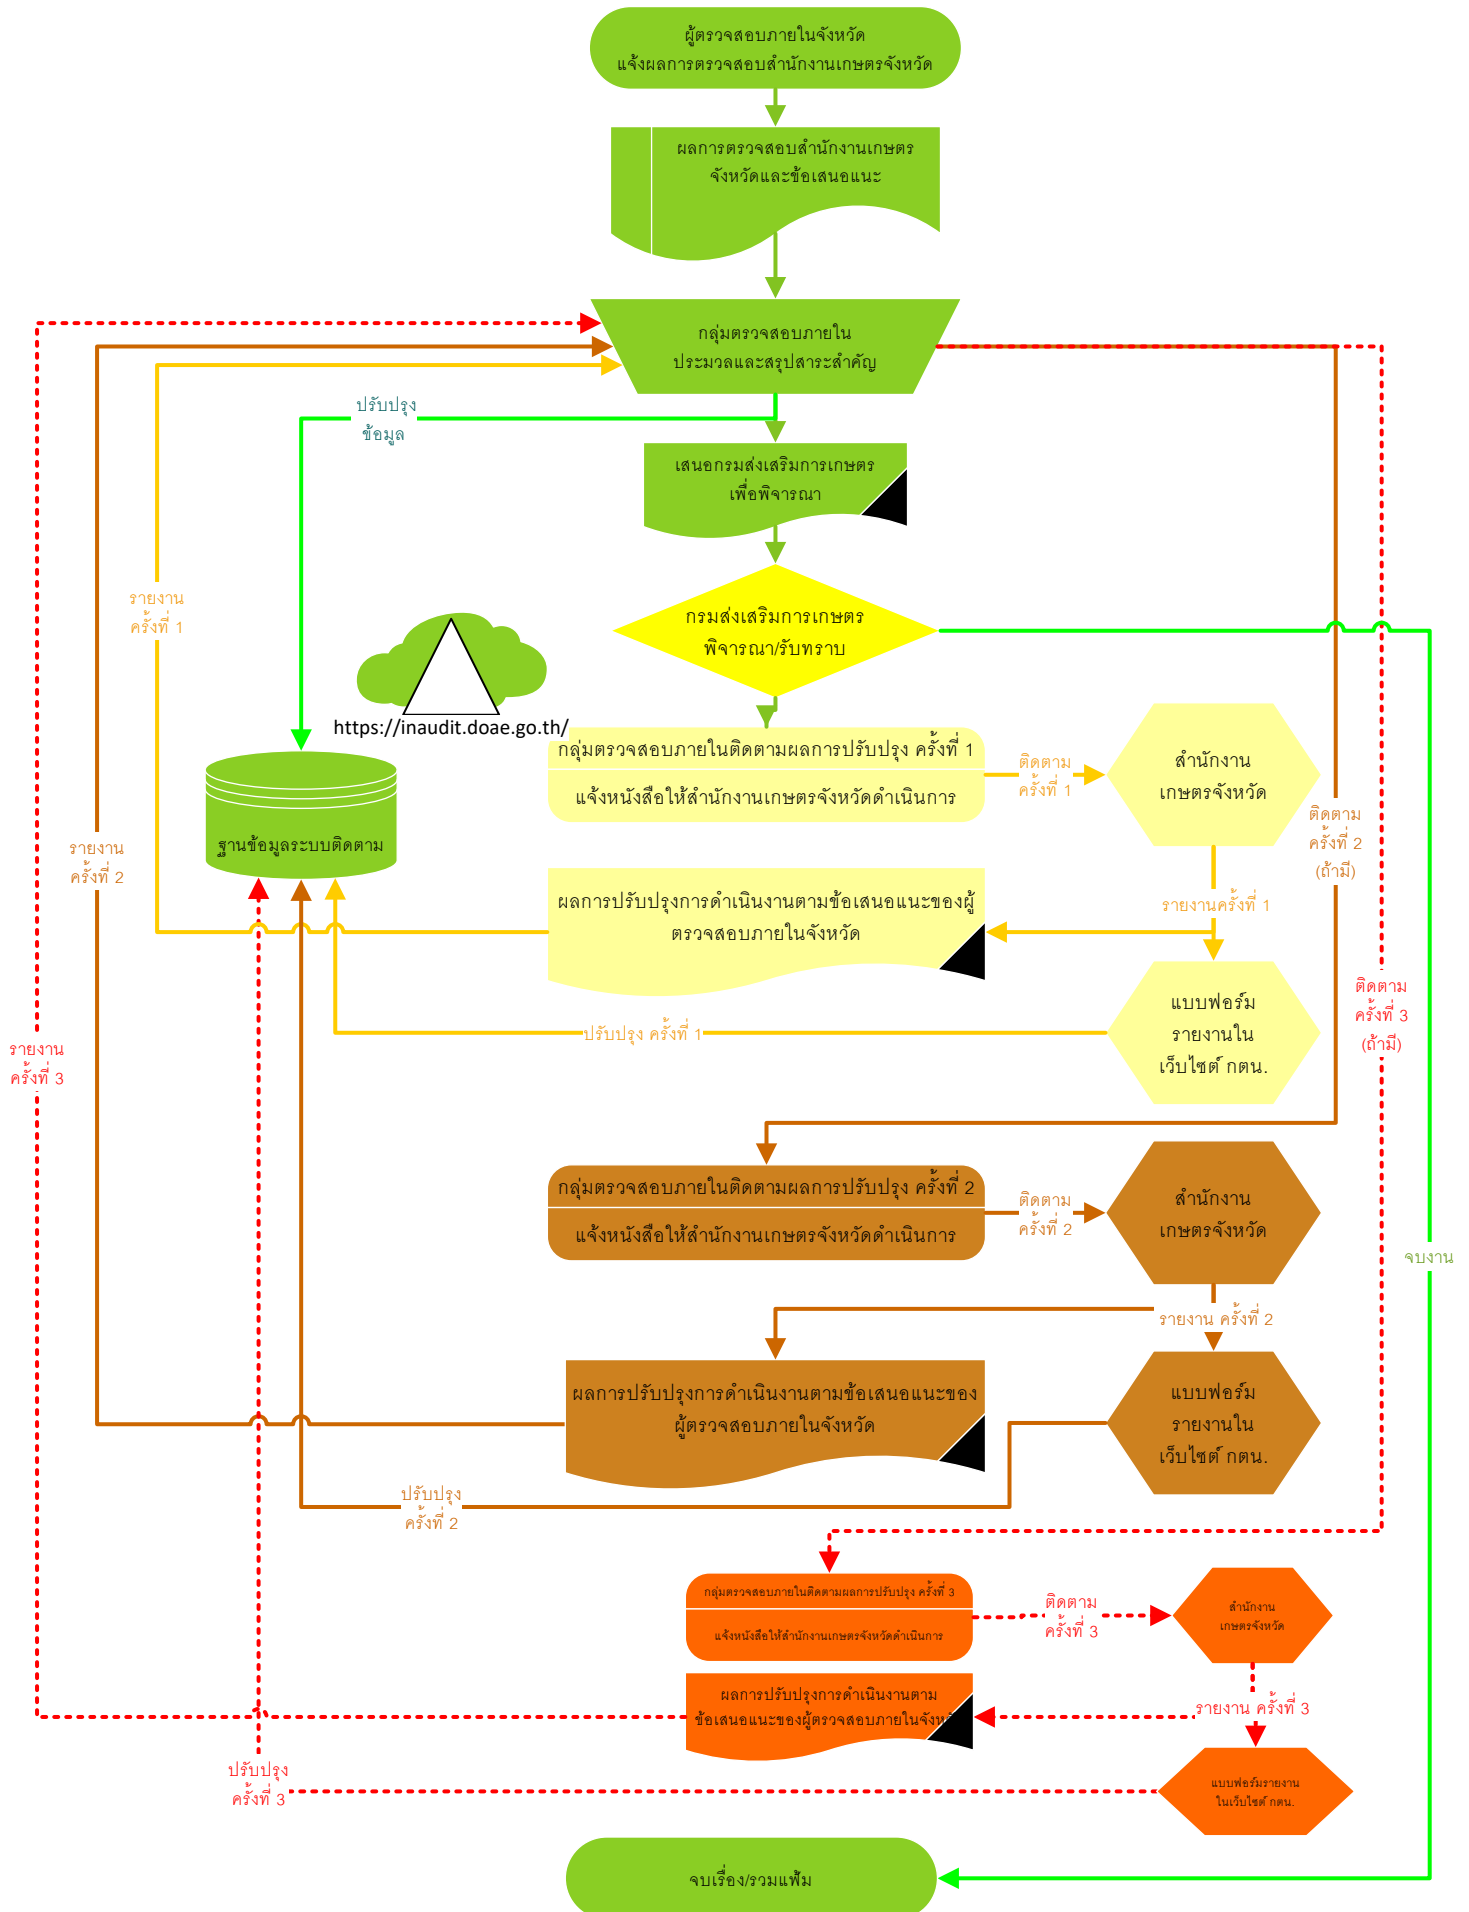 ผู้ตรวจสอบภายในจังหวัด
แจ้งผลการตรวจสอบสำนักงานเกษตรจังหวัด
ผลการตรวจสอบสำนักงานเกษตร
จังหวัดและข้อเสนอแนะ
กลุ่มตรวจสอบภายใน
ประมวลและสรุปสาระสำคัญ
ปรับปรุง
ข้อมูล
เสนอกรมส่งเสริมการเกษตร
เพื่อพิจารณา
รายงาน
ครั้งที่ 1
กรมส่งเสริมการเกษตร
พิจารณา/รับทราบ
https://inaudit.doae.go.th/
กลุ่มตรวจสอบภายในติดตามผลการปรับปรุง ครั้งที่ 1
แจ้งหนังสือให้สำนักงานเกษตรจังหวัดดำเนินการ
ติดตาม
ครั้งที่ 1
สำนักงาน
เกษตรจังหวัด
ติดตาม
ครั้งที่ 2
(ถ้ามี)
ฐานข้อมูลระบบติดตาม
รายงาน
ครั้งที่ 2
ผลการปรับปรุงการดำเนินงานตามข้อเสนอแนะของผู้
ตรวจสอบภายในจังหวัด
รายงานครั้งที่ 1
แบบฟอร์ม
รายงานใน
เว็บไซต์ กตน.
ติดตาม
ครั้งที่ 3
(ถ้ามี)
ปรับปรุง ครั้งที่ 1
รายงาน
ครั้งที่ 3
กลุ่มตรวจสอบภายในติดตามผลการปรับปรุง ครั้งที่ 2
แจ้งหนังสือให้สำนักงานเกษตรจังหวัดดำเนินการ
ติดตาม
ครั้งที่ 2
สำนักงาน
เกษตรจังหวัด
จบงาน
รายงาน ครั้งที่ 2
ผลการปรับปรุงการดำเนินงานตามข้อเสนอแนะของ
ผู้ตรวจสอบภายในจังหวัด
แบบฟอร์ม
รายงานใน
เว็บไซต์ กตน.
ปรับปรุง
ครั้งที่ 2
กลุ่มตรวจสอบภายในติดตามผลการปรับปรุง ครั้งที่ 3
แจ้งหนังสือให้สำนักงานเกษตรจังหวัดดำเนินการ
ติดตาม
ครั้งที่ 3
สำนักงาน
เกษตรจังหวัด
ผลการปรับปรุงการดำเนินงานตาม
ข้อเสนอแนะของผู้ตรวจสอบภายในจังหวัด
รายงาน ครั้งที่ 3
ปรับปรุง
ครั้งที่ 3
แบบฟอร์มรายงาน
ในเว็บไซต์ กตน.
จบเรื่อง/รวมแฟ้ม